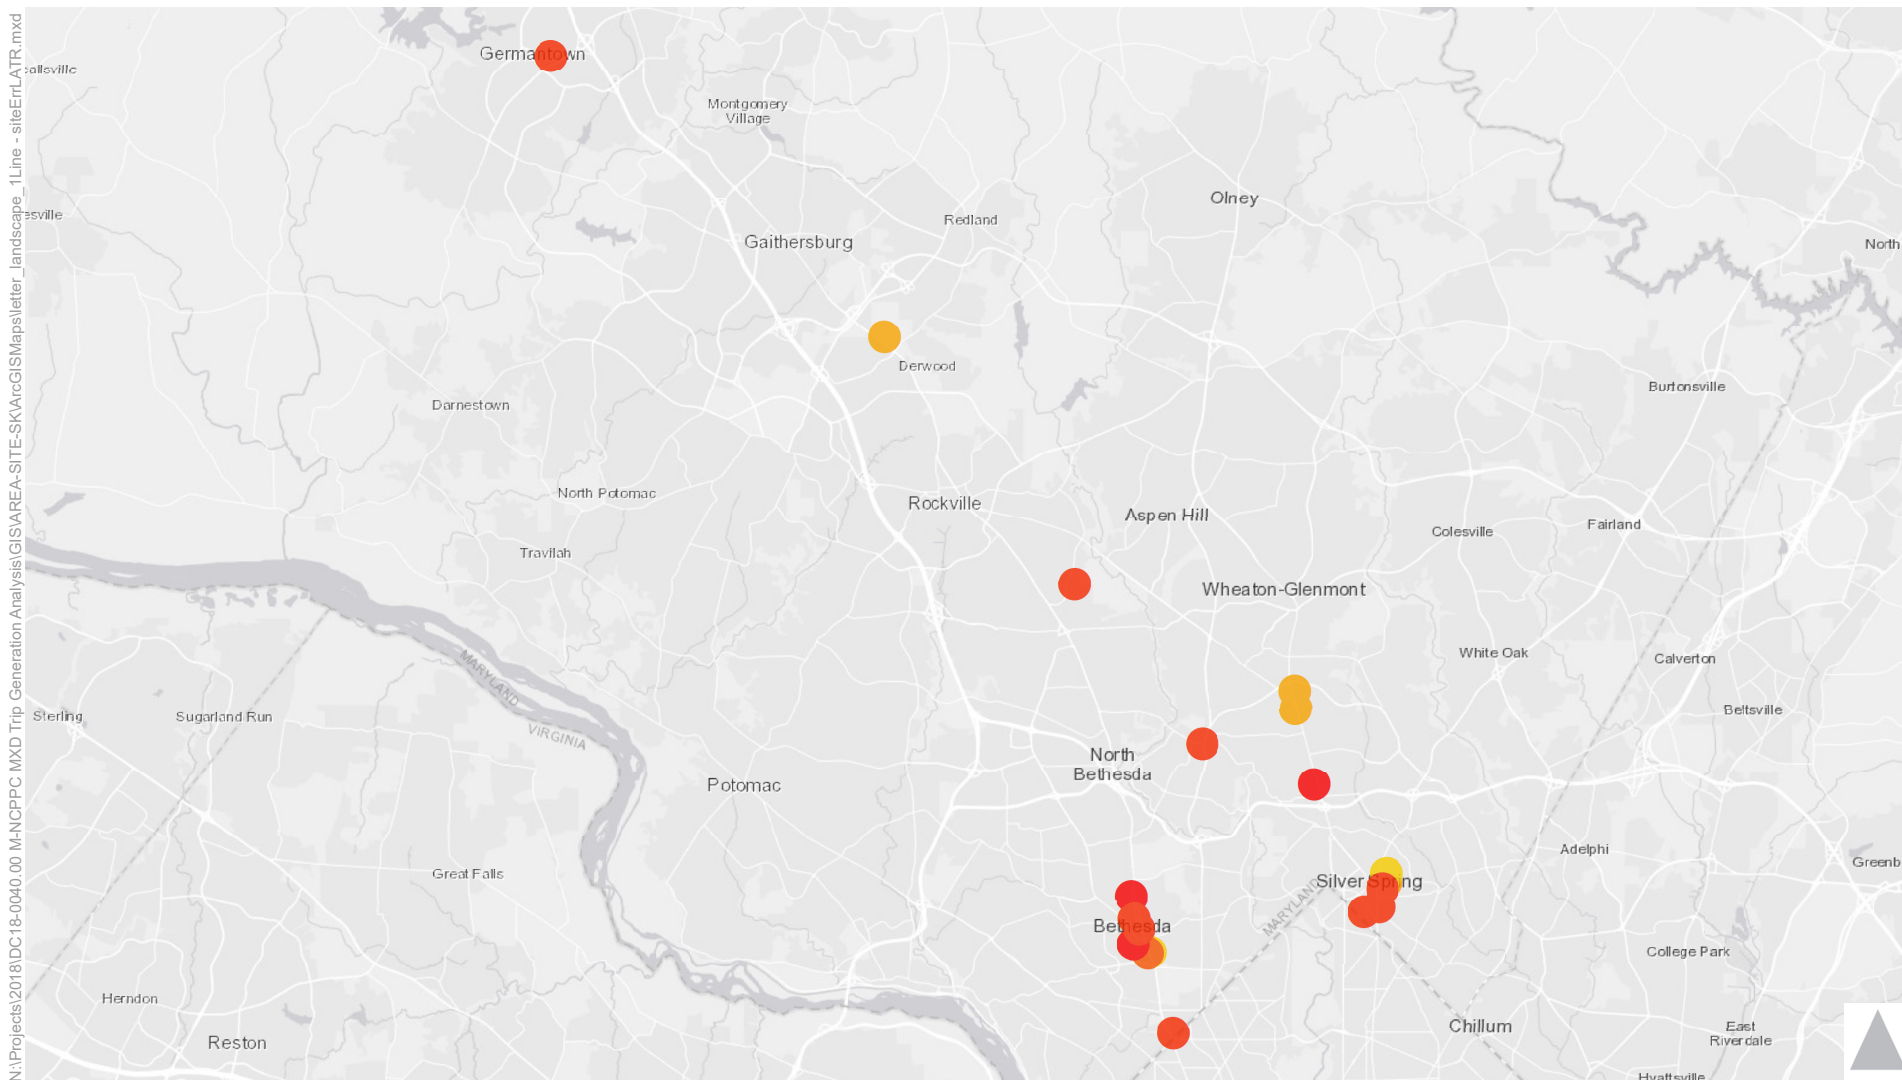 N:\Projects\2018\DC18-0040.00 M-NCPPC MXD Trip Generation Analysis\GIS\AREA-SITE-SK\ArcGISMaps\letter_landscape_1Line - siteErrLATR.mxd
Germantown
Montgomery
Village
Olney
Redland
Gaithersburg
North
Derwood
Burtonsville
Darnestown
North Potomac
Rockville
Aspen Hill
Fairland
Colesville
Travilah
Wheaton-Glenmont
White Oak
Calverton
MARYLAND
VIRGINIA
Sterling
Sugarland Run
Beltsville
North
Bethesda
Potomac
Adelphi
Greenb
Great Falls
Silver Spring
MARYLAND
Bethesda
College Park
Herndon
Reston
Chillum
East
Riverdale
Hyattsville